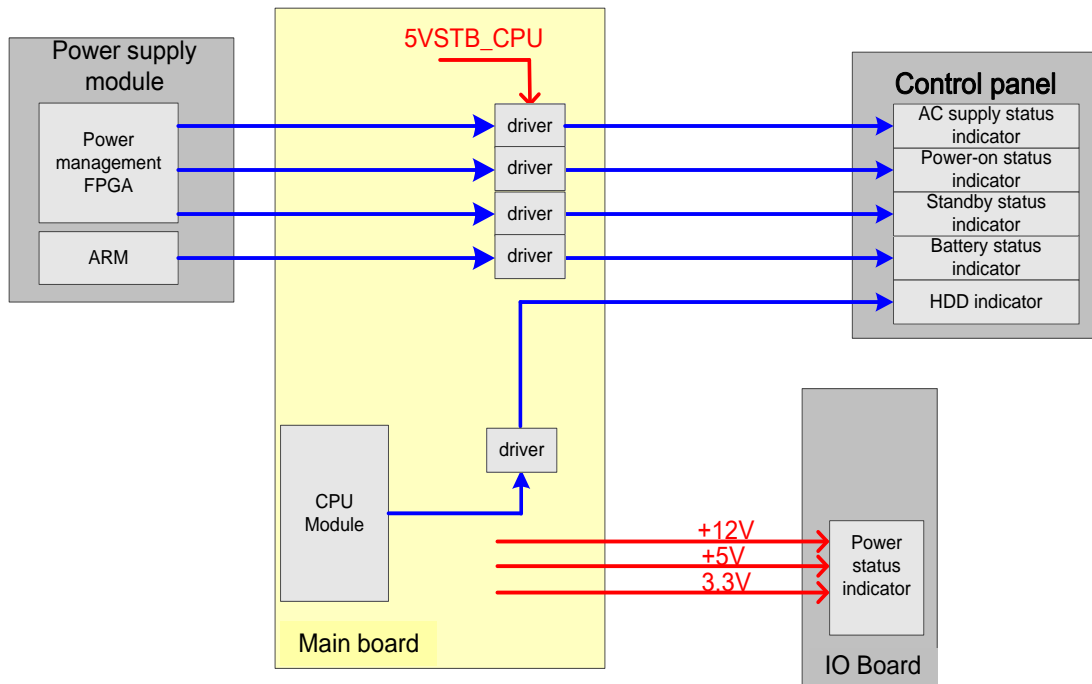 5VSTB_CPU
Power supply
module
Power
management
FPGA
ARM
driver
driver
driver
driver
Control panel
AC supply status
indicator
Power-on status
indicator
Standby status
indicator
Battery status
indicator
HDD indicator
CPU
Module
driver
+12V
+5V
3.3V
Power
status
indicator
Main board
IO Board